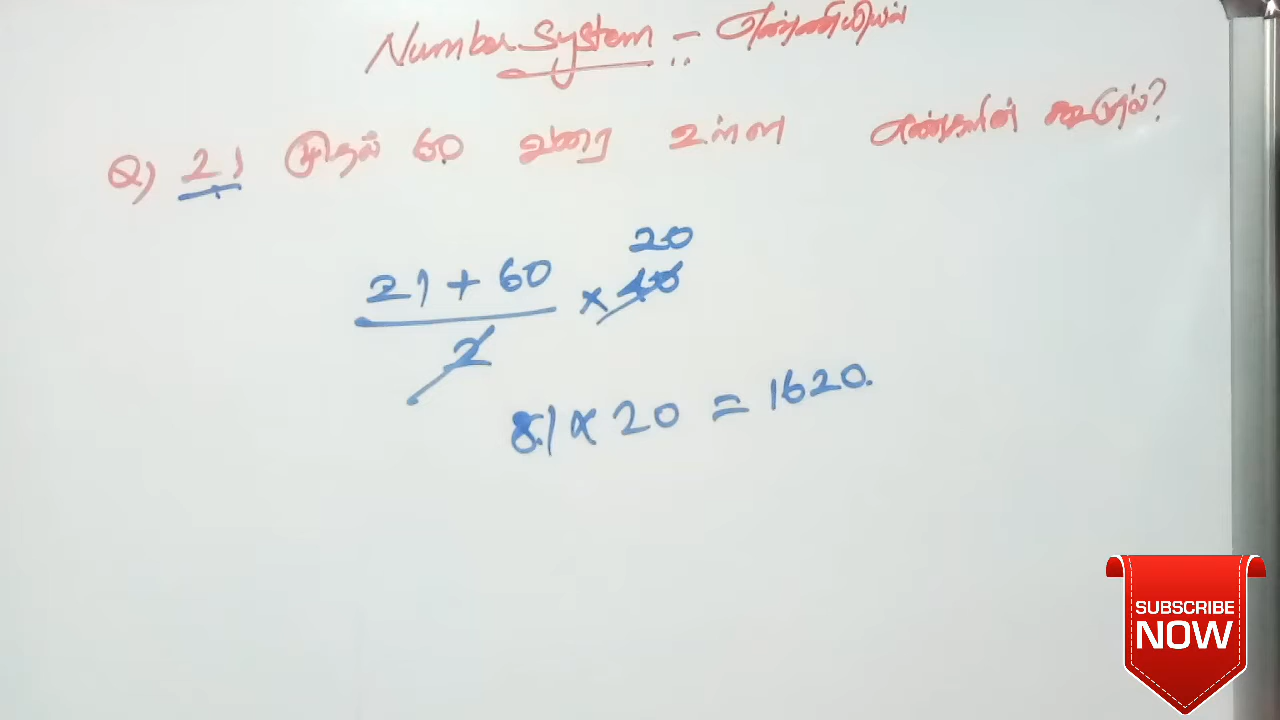 Number System - எண்ணியியல்
Q) 21 முதல் 60 வரை உள்ள எண்களின் கூடுதல்?
20
21 + 60 × 40
2
81 × 20 = 1620.
SUBSCRIBE
NOW